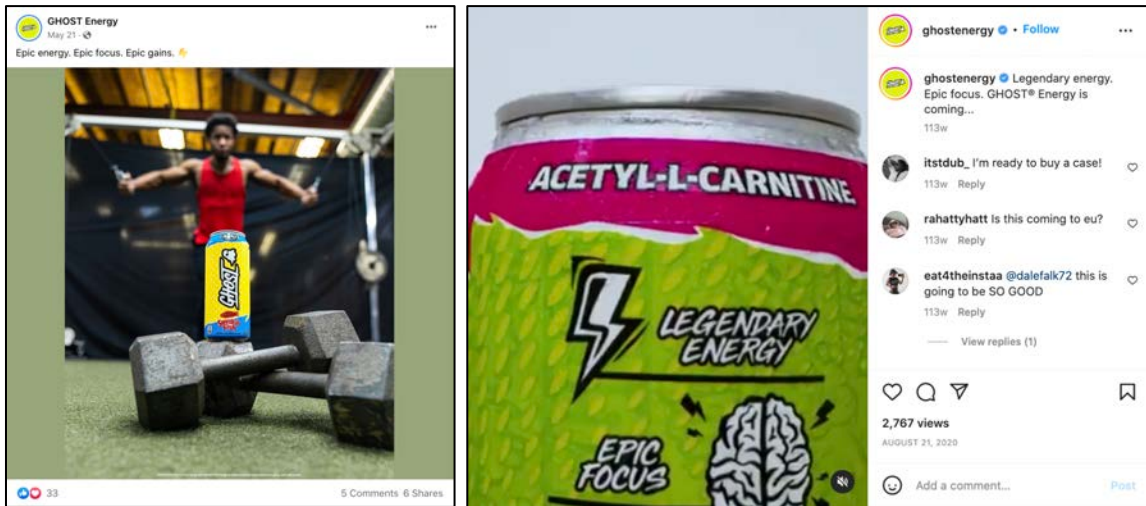 GHOST Energy
May 21 ·
Epic energy. Epic focus. Epic gains. 👆
GHOST
33
5 Comments 6 Shares
ACETYL-L-CARNITINE
LEGENDARY
ENERGY
EPIC
FOCUS
ghostenergy • Follow
ghostenergy Legendary energy.
Epic focus. GHOST® Energy is
coming...
113w
itstdub_ I'm ready to buy a case!
113w Reply
rahattyhatt Is this coming to eu?
113w Reply
eat4theinstaa @dalefalk72 this is
going to be SO GOOD
113w Reply
View replies (1)
2,767 views
AUGUST 21, 2020
Add a comment...
Post